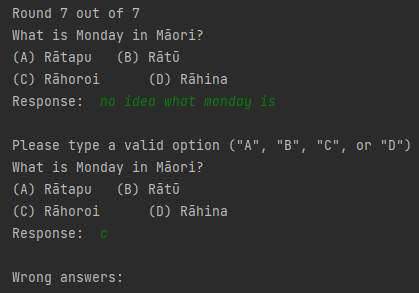 Round 7 out of 7
What is Monday in Māori?
(A) Rātapu   (B) Rātū
(C) Rāhoroi      (D) Rāhina
Response:  no idea what monday is
Please type a valid option ("A", "B", "C", or "D")
What is Monday in Māori?
(A) Rātapu   (B) Rātū
(C) Rāhoroi      (D) Rāhina
Response:  c
Wrong answers: